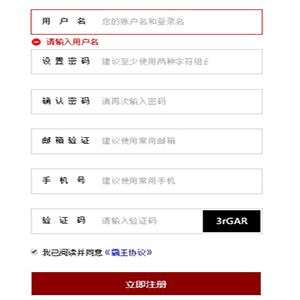 用 户 名 您的账户名和登录名
请输入用户名
设 置 密 码 建议至少使用两种字符组合
确 认 密 码 请再次输入密码
邮 箱 验 证 建议使用常用邮箱
手 机 号 建议使用常用手机
验 证 码 请输入验证码 3rGAR
我已阅读并同意《霸王协议》
立即注册